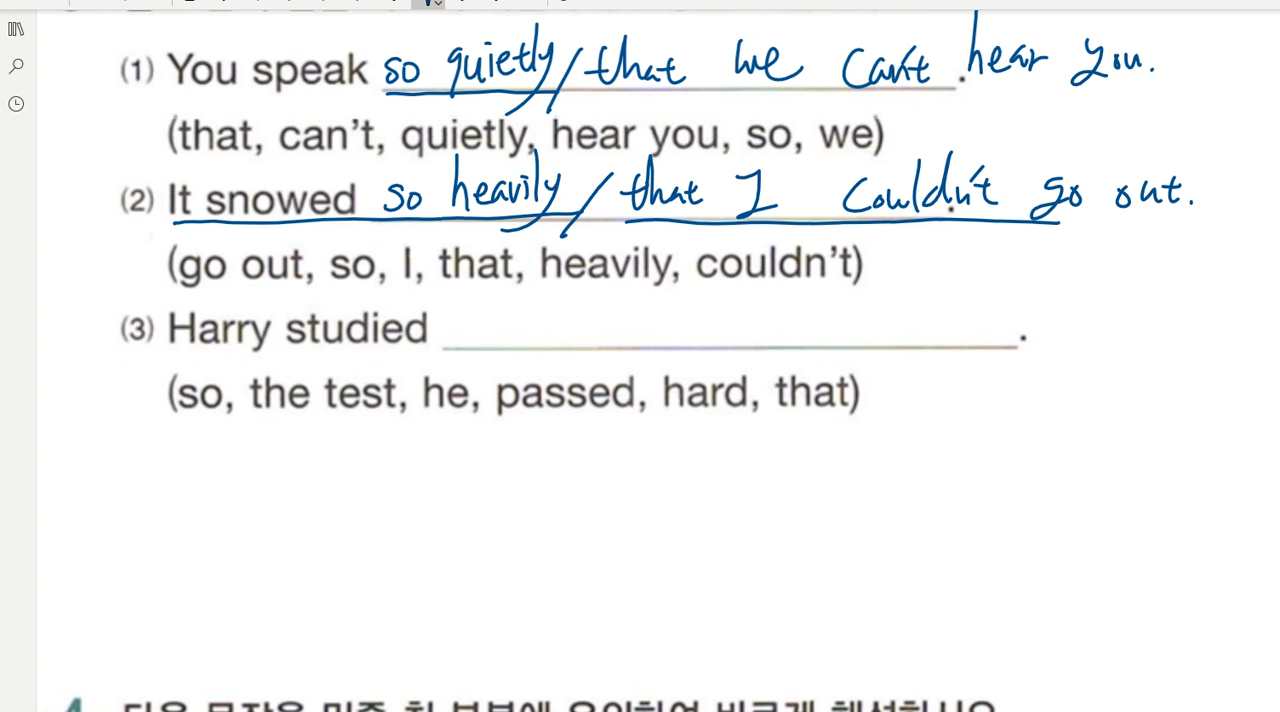 (1) You speak so quietly / that we can't hear you.
(that, can't, quietly, hear you, so, we)
(2) It snowed so heavily / that I couldn't go out.
(go out, so, I, that, heavily, couldn't)
(3) Harry studied ____________________.
(so, the test, he, passed, hard, that)